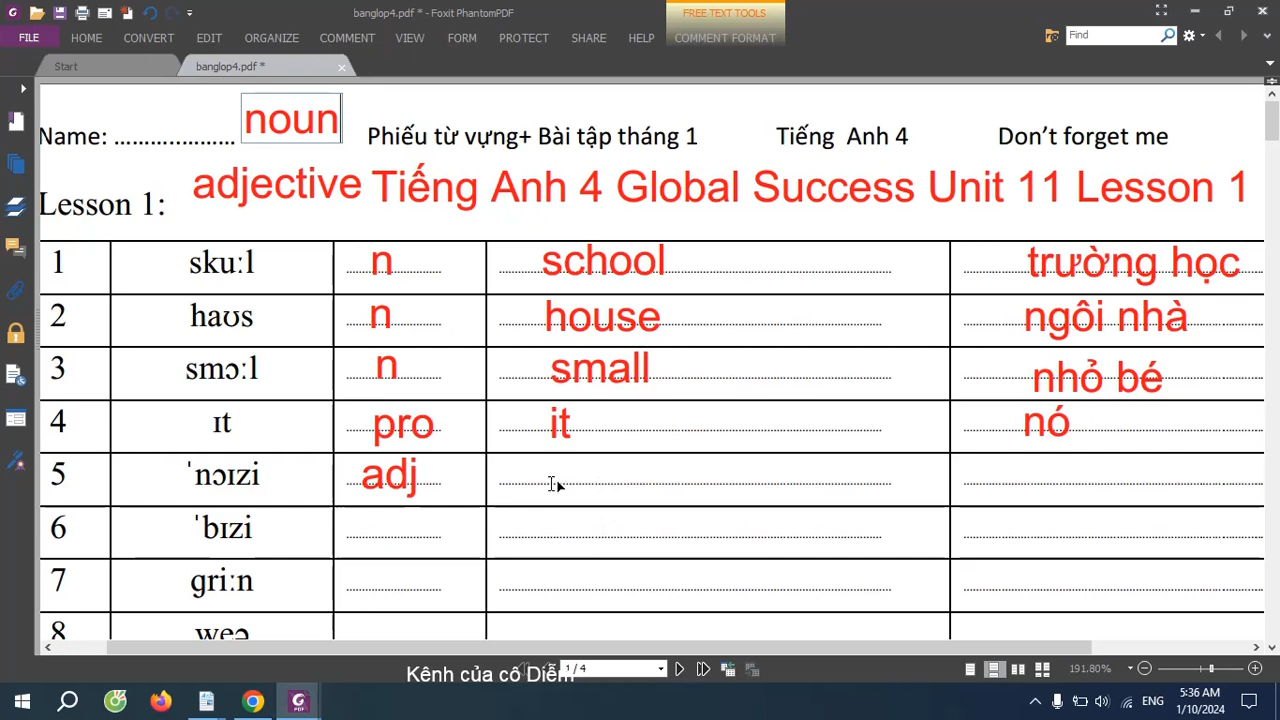 banglop4.pdf * - Foxit PhantomPDF
FREE TEXT TOOLS
FILE HOME CONVERT EDIT ORGANIZE COMMENT VIEW FORM PROTECT SHARE HELP COMMENT FORMAT Find
Start banglop4.pdf *
noun
Name: ………..……… Phiếu từ vựng+ Bài tập tháng 1 Tiếng Anh 4 Don’t forget me
adjective Tiếng Anh 4 Global Success Unit 11 Lesson 1
Lesson 1:
1 skuːl n school trường học
2 haʊs n house ngôi nhà
3 smɔːl n small nhỏ bé
4 ɪt pro it nó
5 ˈnɔɪzi adj
6 ˈbɪzi
7 ɡriːn
8 weə
Kênh của cô Diễm
1 / 4
191.80%
PDF
ENG
5:36 AM
1/10/2024